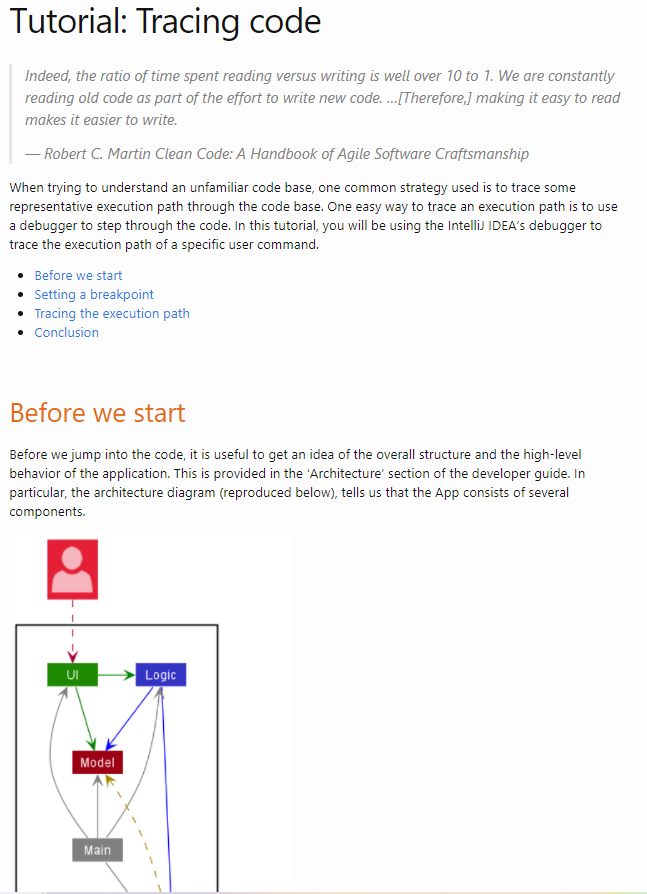 Tutorial: Tracing code
Indeed, the ratio of time spent reading versus writing is well over 10 to 1. We are constantly
reading old code as part of the effort to write new code. …[Therefore,] making it easy to read
makes it easier to write.
— Robert C. Martin Clean Code: A Handbook of Agile Software Craftsmanship
When trying to understand an unfamiliar code base, one common strategy used is to trace some
representative execution path through the code base. One easy way to trace an execution path is to use
a debugger to step through the code. In this tutorial, you will be using the IntelliJ IDEA’s debugger to
trace the execution path of a specific user command.
Before we start
Setting a breakpoint
Tracing the execution path
Conclusion
Before we start
Before we jump into the code, it is useful to get an idea of the overall structure and the high-level
behavior of the application. This is provided in the ‘Architecture’ section of the developer guide. In
particular, the architecture diagram (reproduced below), tells us that the App consists of several
components.
UI
Logic
Model
Main